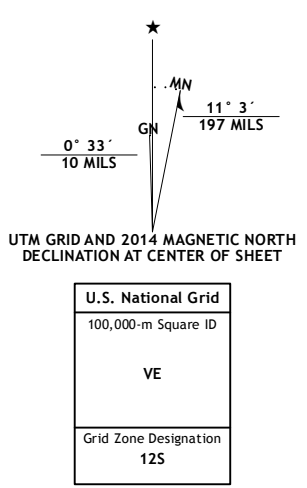 ★
MN
GN
11° 3´
197 MILS
0° 33´
10 MILS
UTM GRID AND 2014 MAGNETIC NORTH
DECLINATION AT CENTER OF SHEET
U.S. National Grid
100,000-m Square ID
VE
Grid Zone Designation
12S